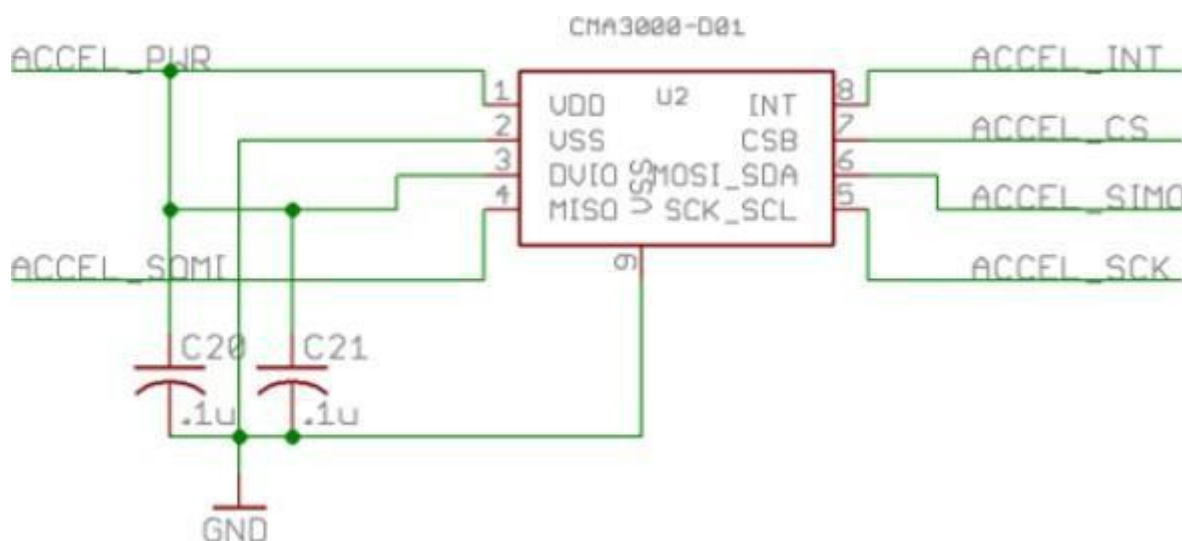 CMA3000-D01
ACCEL_PWR
ACCEL_INT
1
8
VDD
U2
INT
2
7
ACCEL_CS
VSS
CSB
3
6
DVIO
VSS
MOSI_SDA
4
5
ACCEL_SIMO
MISO
SCK_SCL
ACCEL_SOMI
9
ACCEL_SCK
C20
C21
.1u
.1u
GND